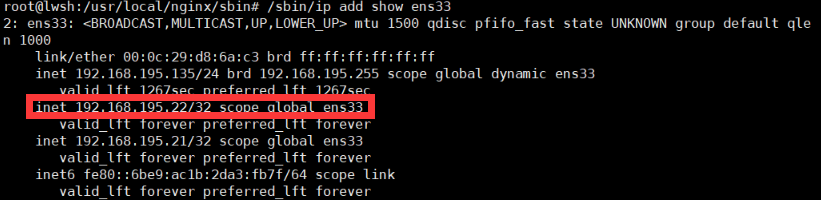 root@lwsh:/usr/local/nginx/sbin# /sbin/ip add show ens33
2: ens33: <BROADCAST,MULTICAST,UP,LOWER_UP> mtu 1500 qdisc pfifo_fast state UNKNOWN group default qle
n 1000
    link/ether 00:0c:29:d8:6a:c3 brd ff:ff:ff:ff:ff:ff
    inet 192.168.195.135/24 brd 192.168.195.255 scope global dynamic ens33
       valid_lft 1267sec preferred_lft 1267sec
    inet 192.168.195.22/32 scope global ens33
       valid_lft forever preferred_lft forever
    inet 192.168.195.21/32 scope global ens33
       valid_lft forever preferred_lft forever
    inet6 fe80::6be9:ac1b:2da3:fb7f/64 scope link
       valid_lft forever preferred_lft forever